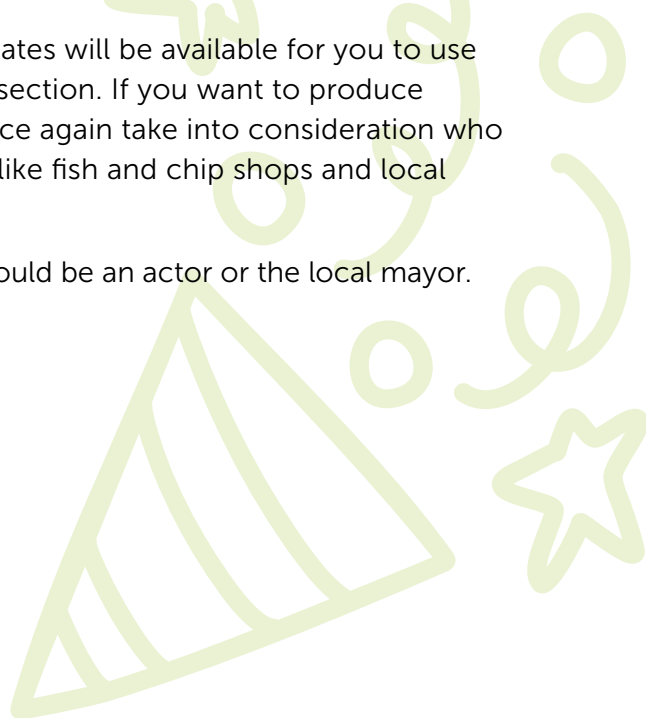 ates will be available for you to use
section. If you want to produce
ce again take into consideration who
like fish and chip shops and local
ould be an actor or the local mayor.